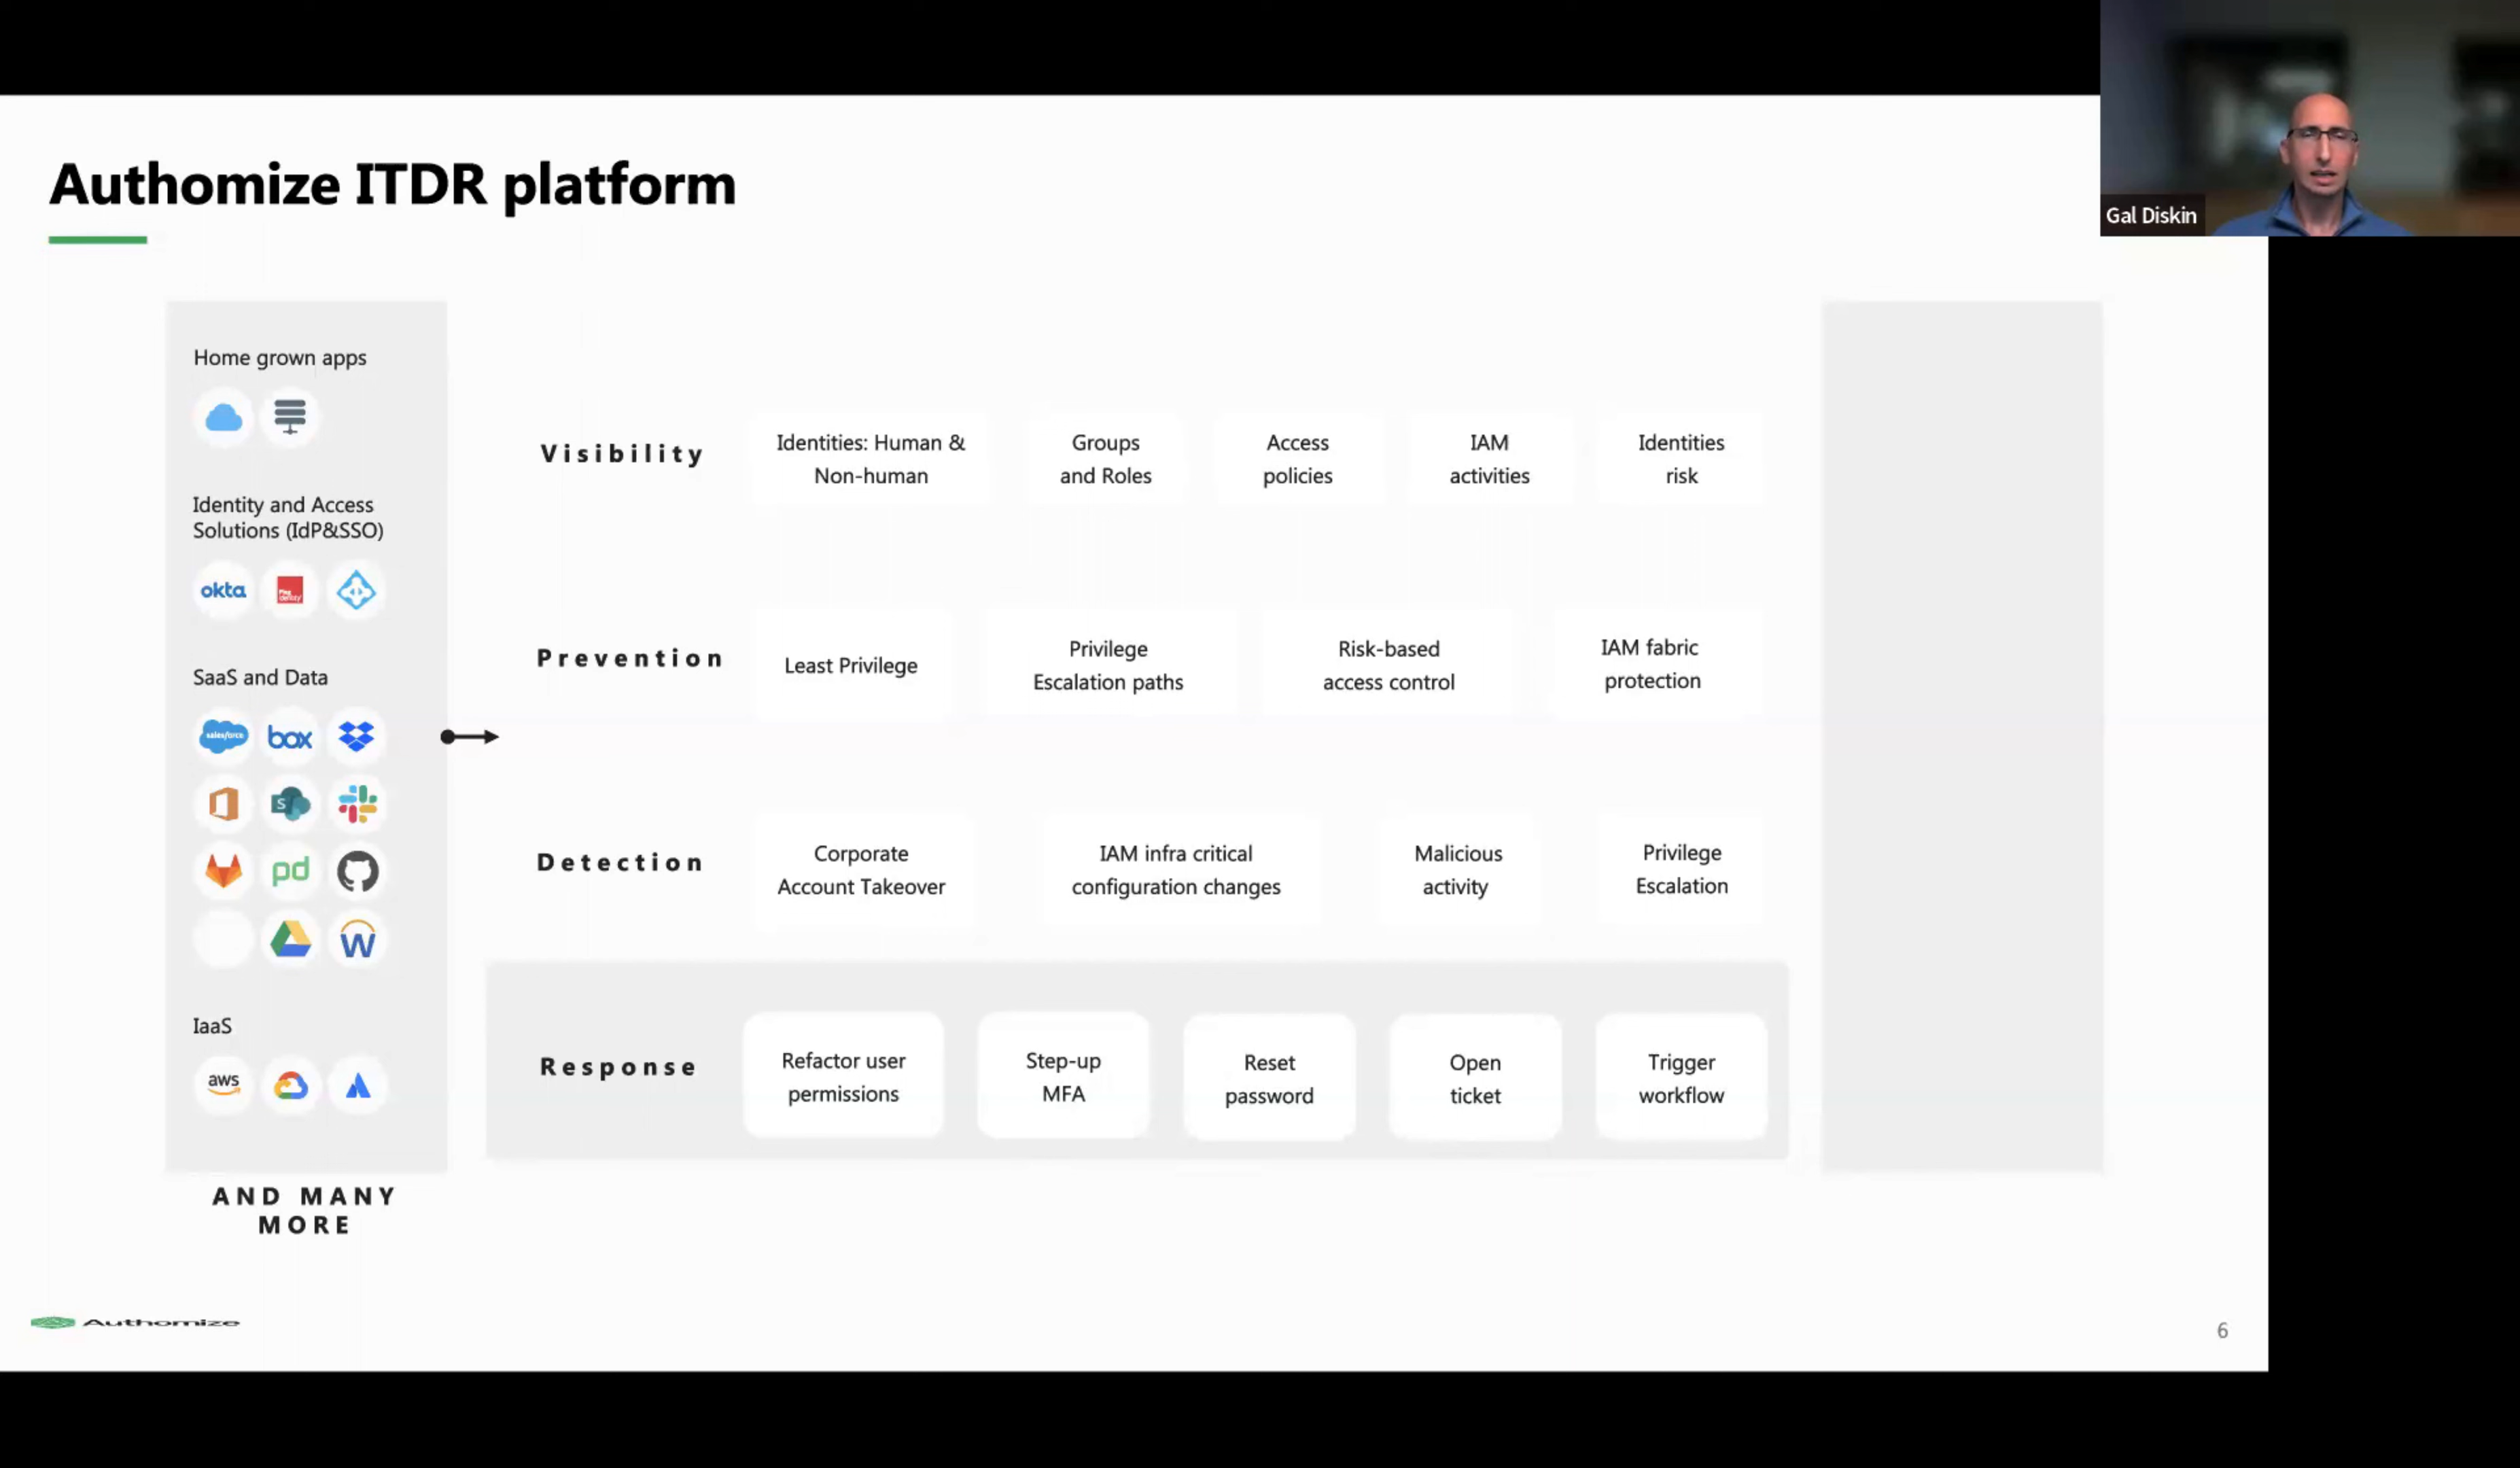 Authomize ITDR platform
Gal Diskin
Home grown apps
Identity and Access
Solutions (IdP&SSO)
okta
Ping
Identity
SaaS and Data
salesforce
box
S
pd
W
IaaS
aws
AND MANY
MORE
Visibility
Identities: Human &
Non-human
Groups
and Roles
Access
policies
IAM
activities
Identities
risk
Prevention
Least Privilege
Privilege
Escalation paths
Risk-based
access control
IAM fabric
protection
Detection
Corporate
Account Takeover
IAM infra critical
configuration changes
Malicious
activity
Privilege
Escalation
Response
Refactor user
permissions
Step-up
MFA
Reset
password
Open
ticket
Trigger
workflow
Authomize
6